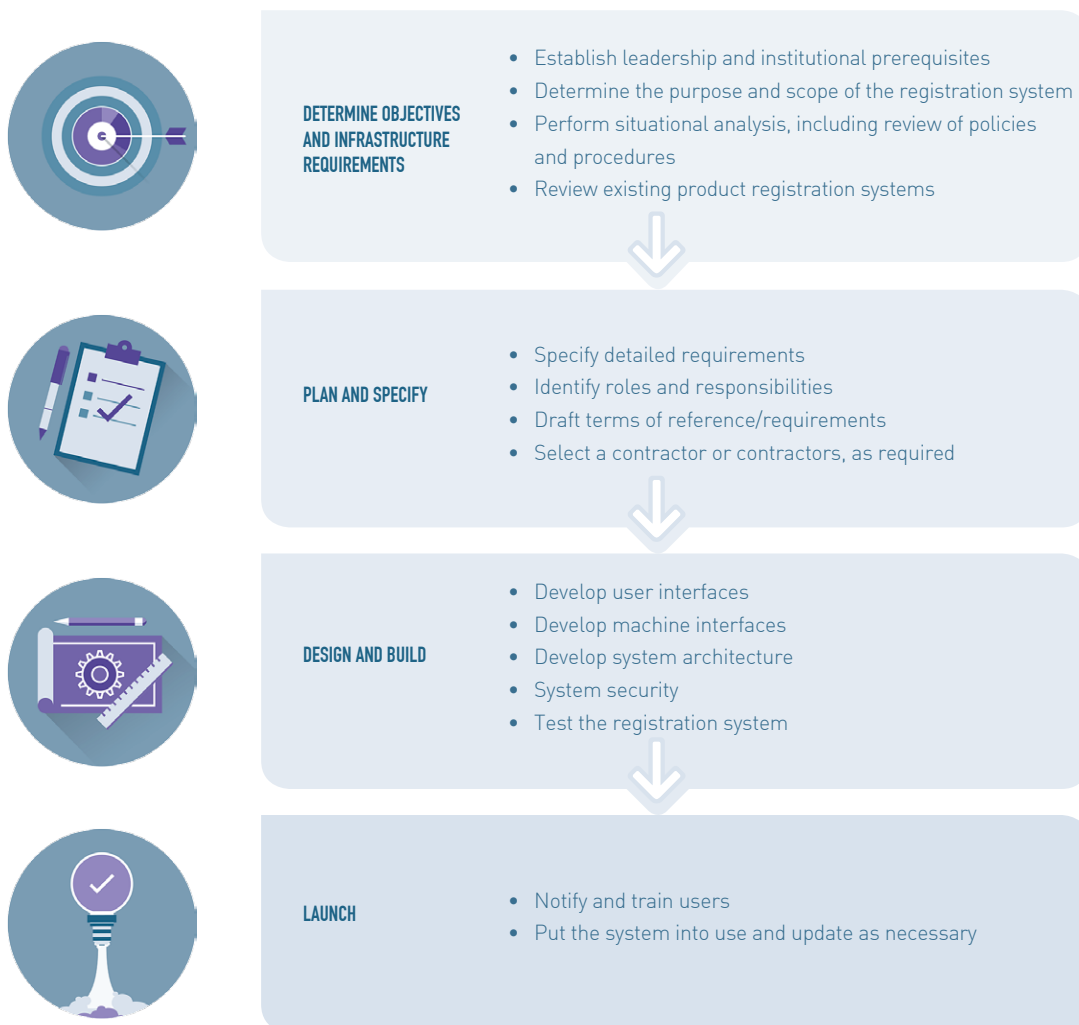 DETERMINE OBJECTIVES
AND INFRASTRUCTURE
REQUIREMENTS
• Establish leadership and institutional prerequisites
• Determine the purpose and scope of the registration system
• Perform situational analysis, including review of policies
and procedures
• Review existing product registration systems
PLAN AND SPECIFY
• Specify detailed requirements
• Identify roles and responsibilities
• Draft terms of reference/requirements
• Select a contractor or contractors, as required
DESIGN AND BUILD
• Develop user interfaces
• Develop machine interfaces
• Develop system architecture
• System security
• Test the registration system
LAUNCH
• Notify and train users
• Put the system into use and update as necessary